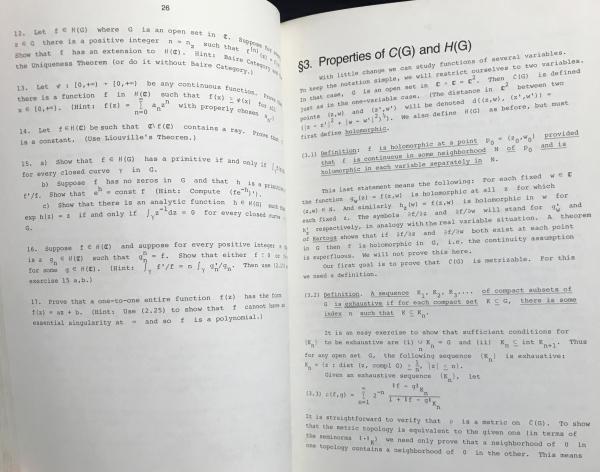 26
12. Let f ∈ H(G) where G is an open set in ℂ. Suppose for
z ∈ G there is a positive integer n = n_z such that f^(n)(z) =
Show that f has an extension to H(ℂ). Hint: Baire Category
the Uniqueness Theorem (or do it without Baire Category.)
13. Let ψ : [0,+∞) → [0,+∞) be any continuous function. Prove
there is a function f in H(ℂ) such that f(x) ≥ ψ(x) for all
x ∈ [0,+∞). (Hint: f(z) = Σ_{n=0}^∞ a_n z^n with properly chosen
14. Let f ∈ H(ℂ) be such that ℂ\f(ℂ) contains a ray. Prove
is a constant. (Use Liouville's Theorem.)
15. a) Show that f ∈ H(G) has a primitive if and only if
for every closed curve γ in G.
b) Suppose f has no zeros in G and that h is a
f'/f. Show that e^h = const f (Hint: Compute (fe^{-h})').
c) Show that there is an analytic function h ∈ H(G)
exp h(z) = z if and only if ∫_γ z^{-1}dz = 0 for every closed curve
G.
16. Suppose f ∈ H(ℂ) and suppose for every positive integer n
is a g_n ∈ H(ℂ) such that g_n^n = f. Show that either f ≡ 0 or
for some g ∈ H(ℂ). (Hint: ∫_γ f'/f = n ∫_γ g_n'/g_n. Then use
exercise 15 a,b.)
17. Prove that a one-to-one entire function f(z) has the form
f(z) = az + b. (Hint: Use (2.25) to show that f cannot have an
essential singularity at ∞ and so f is a polynomial.)
§3. Properties of C(G) and H(G)
With little change we can study functions of several variables.
To keep the notation simple, we will restrict ourselves to two variables.
In that case, G is an open set in ℂ × ℂ = ℂ². Then C(G) is defined
just as in the one-variable case. (The distance in ℂ² between two
points (z,w) and (z',w') will be denoted d((z,w), (z',w')) =
(|z - z'|² + |w - w'|²)^½.) We also define H(G) as before, but must
first define holomorphic.
(3.1) Definition: f is holomorphic at a point p_0 = (z_0,w_0) provided
that f is continuous in some neighborhood N of p_0 and is
holomorphic in each variable separately in N.
This last statement means the following: For each fixed w ∈ ℂ
the function g_w(z) = f(z,w) is holomorphic at all z for which
(z,w) ∈ N. And similarly h_z(w) = f(z,w) is holomorphic in w for
each fixed z. The symbols ∂f/∂z and ∂f/∂w will stand for g'_w and
h'_z respectively, in analogy with the real variable situation. A theorem
of Hartogs shows that if ∂f/∂z and ∂f/∂w both exist at each point
in G then f is holomorphic in G, i.e. the continuity assumption
is superfluous. We will not prove this here.
Our first goal is to prove that C(G) is metrizable. For this
we need a definition.
(3.2) Definition. A sequence K_1, K_2, K_3,... of compact subsets of
G is exhaustive if for each compact set K ⊆ G, there is some
index n such that K ⊆ K_n.
It is an easy exercise to show that sufficient conditions for
{K_n} to be exhaustive are (i) ∪ K_n = G and (ii) K_n ⊆ int K_{n+1}. Thus
for any open set G, the following sequence {K_n} is exhaustive:
K_n = {z : dist (z, compl G) ≥ 1/n, |z| ≤ n}.
Given an exhaustive sequence {K_n}, let
(3.3) ρ(f,g) = Σ_{n=1}^∞ 2^{-n} ‖f - g‖_{K_n} / (1 + ‖f - g‖_{K_n})
It is straightforward to verify that ρ is a metric on C(G). To show
that the metric topology is equivalent to the given one (in terms of
the seminorms ‖·‖_K) we need only prove that a neighborhood of 0 in
one topology contains a neighborhood of 0 in the other. This means